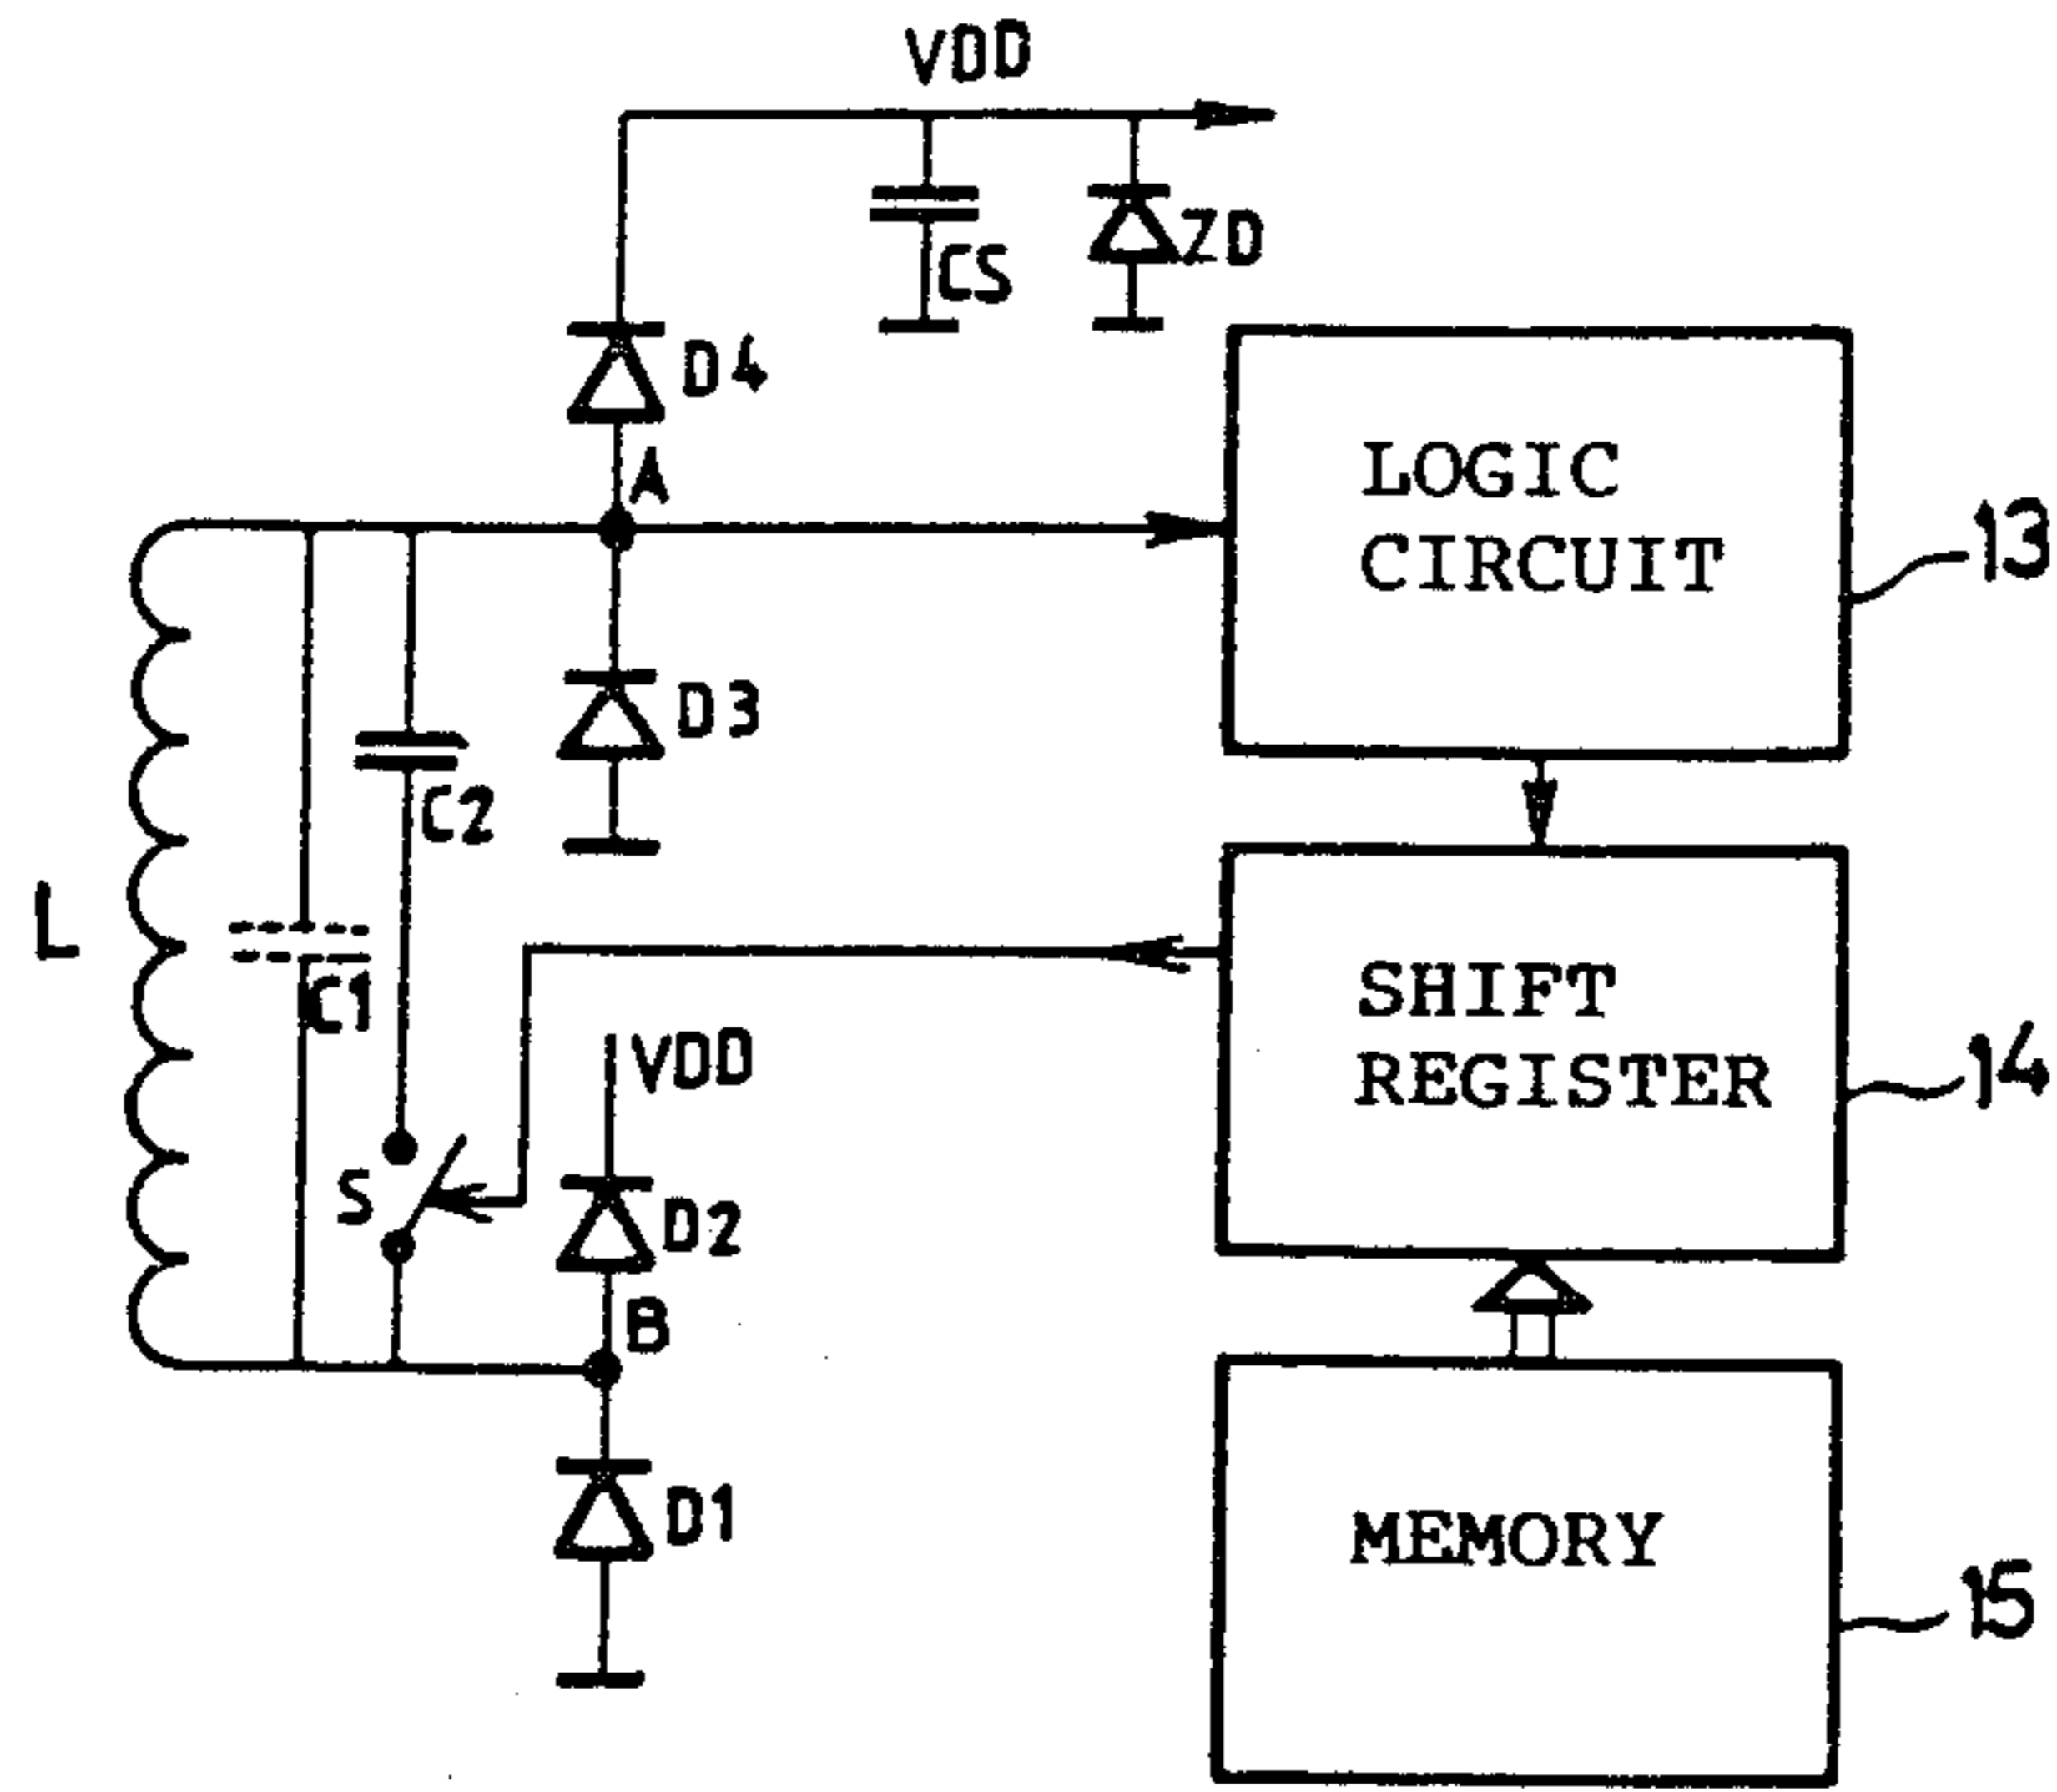 VDD
CS
ZD
D4
A
LOGIC
CIRCUIT
13
D3
C2
L
C1
SHIFT
REGISTER
14
VDD
S
D2
B
D1
MEMORY
15